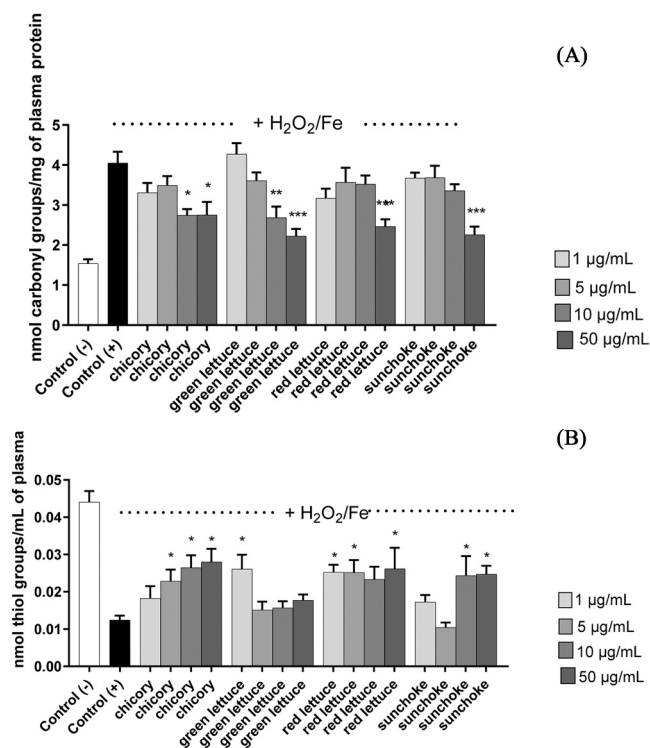 (A)
nmol carbonyl groups/mg of plasma protein
+ H₂O₂/Fe
5
4
3
2
1
0
*
*
**
***
***
***
Control (-)
Control (+)
chicory
chicory
chicory
chicory
green lettuce
green lettuce
green lettuce
green lettuce
red lettuce
red lettuce
red lettuce
red lettuce
sunchoke
sunchoke
sunchoke
sunchoke
1 µg/mL
5 µg/mL
10 µg/mL
50 µg/mL
(B)
nmol thiol groups/mL of plasma
+ H₂O₂/Fe
0.05
0.04
0.03
0.02
0.01
0.00
*
*
*
*
*
*
*
*
*
Control (-)
Control (+)
chicory
chicory
chicory
chicory
green lettuce
green lettuce
green lettuce
green lettuce
red lettuce
red lettuce
red lettuce
red lettuce
sunchoke
sunchoke
sunchoke
sunchoke
1 µg/mL
5 µg/mL
10 µg/mL
50 µg/mL